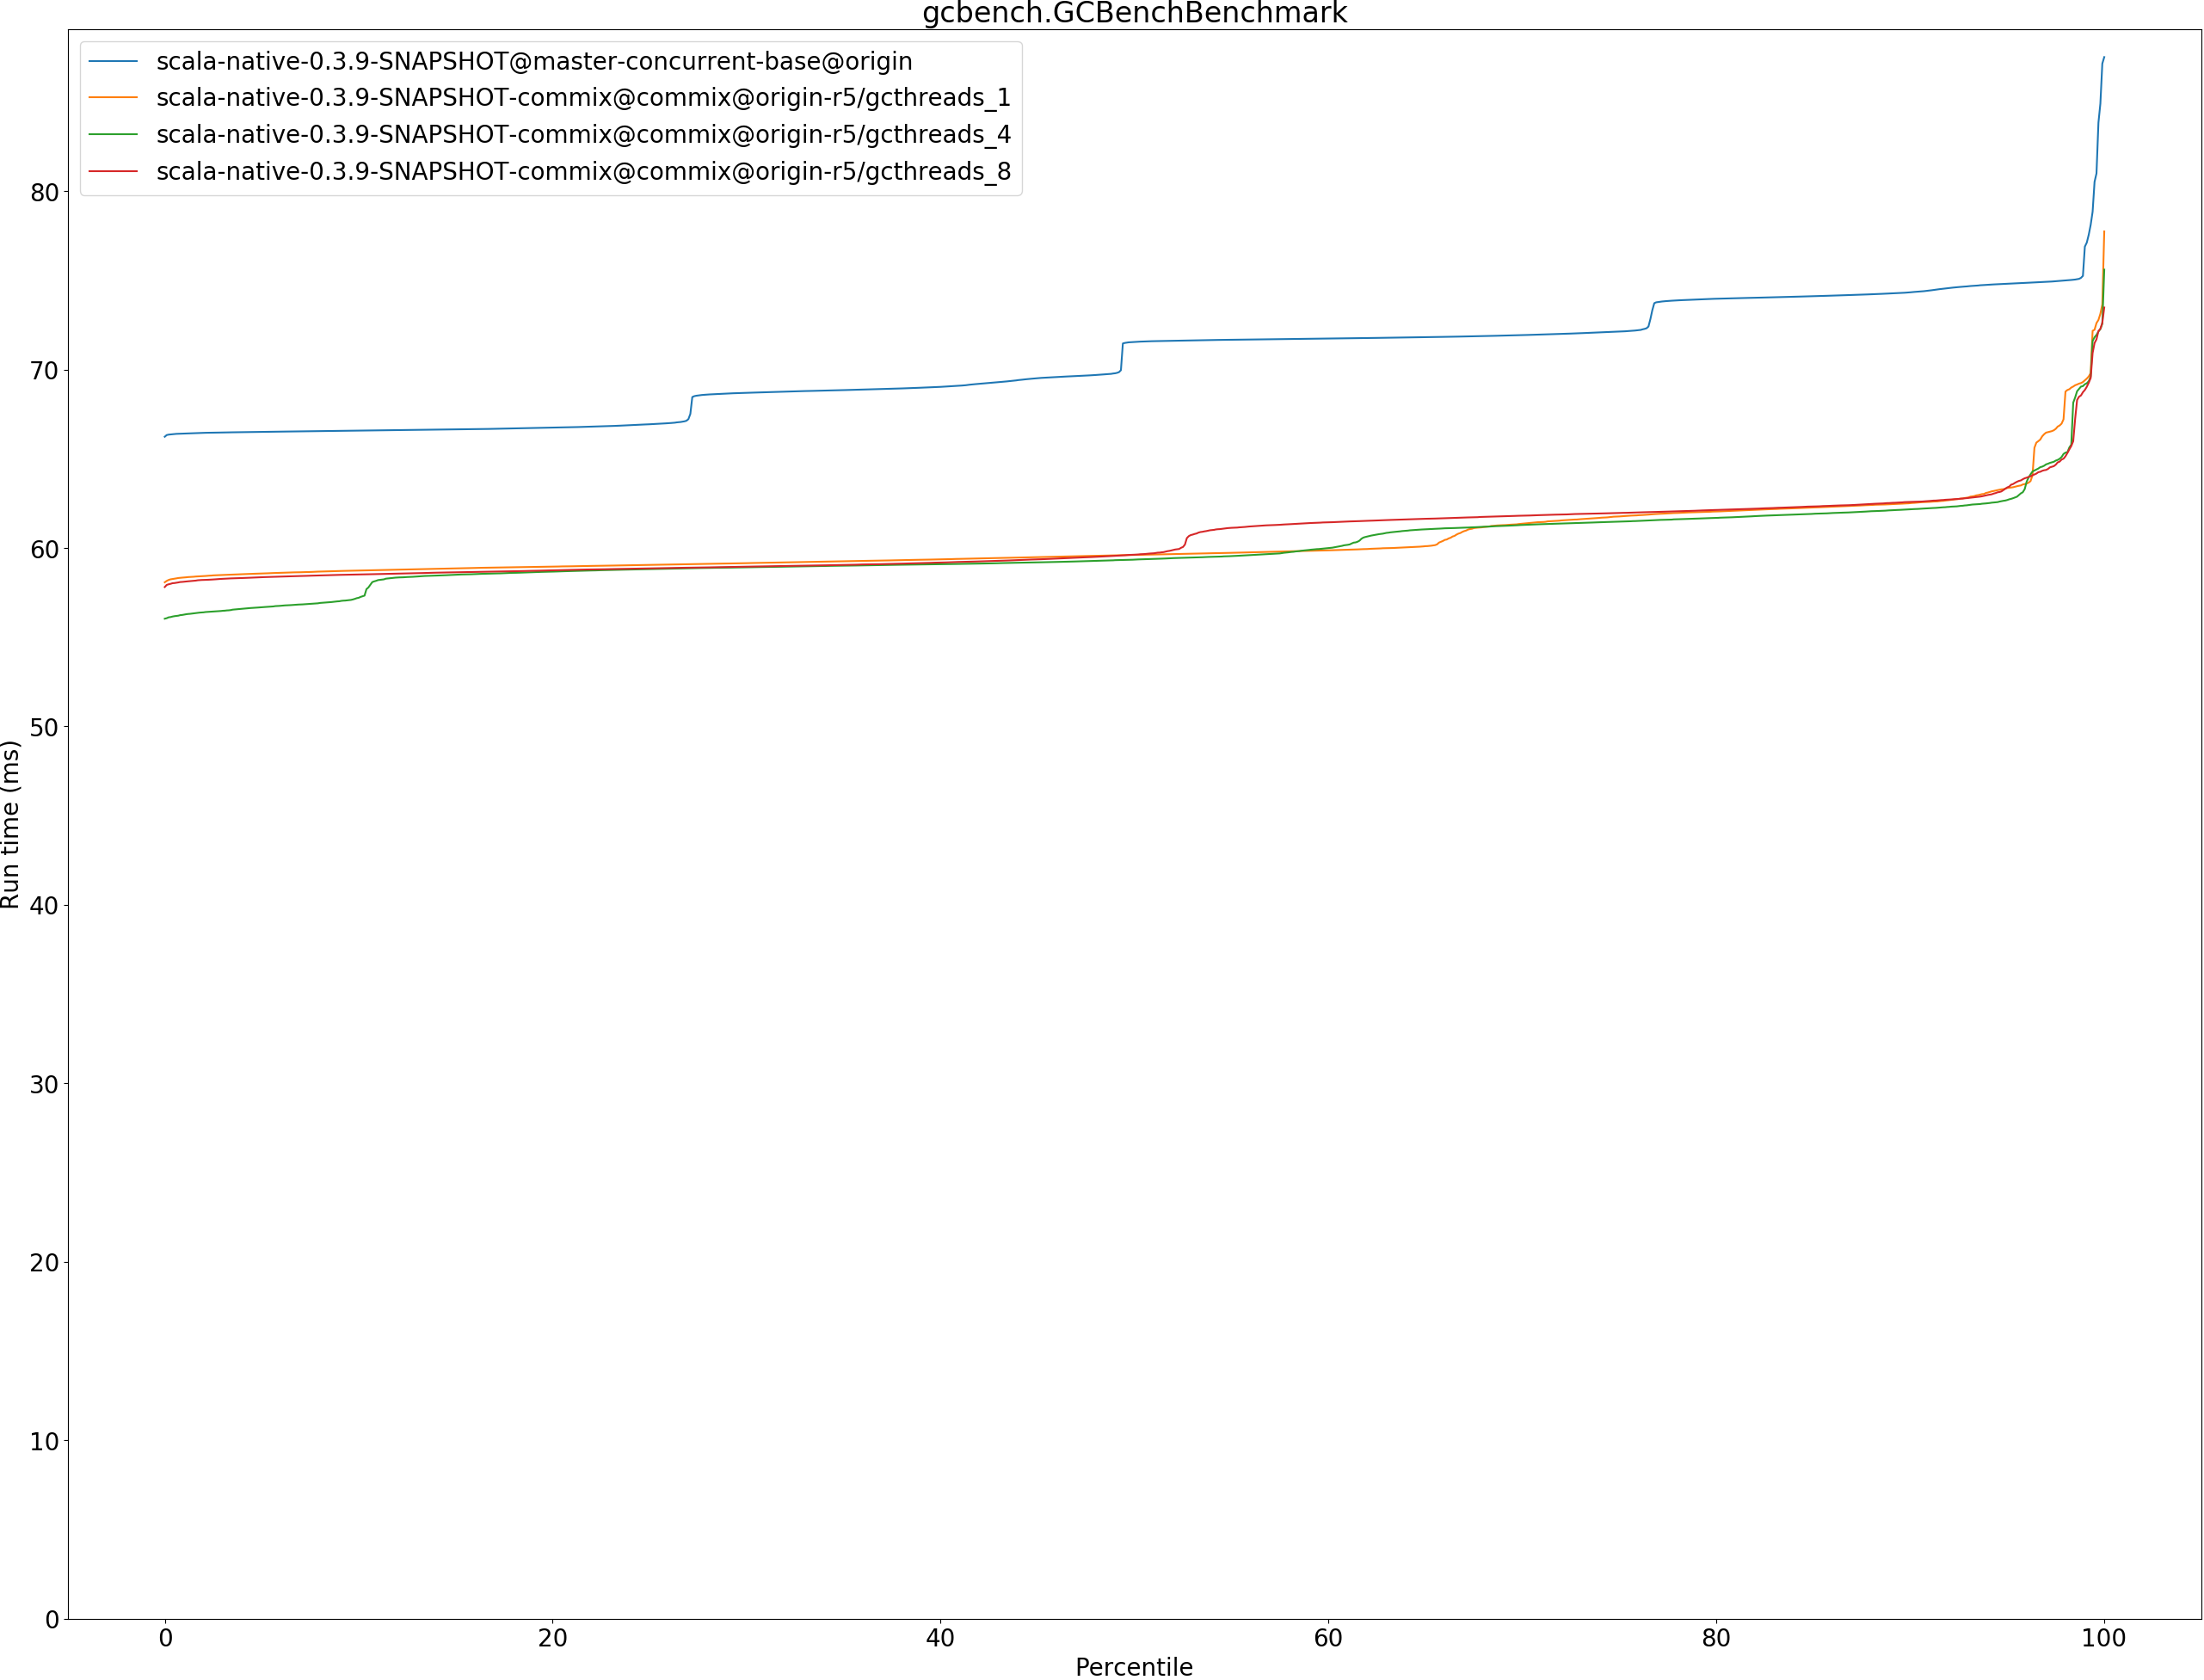 gcbench.GCBenchBenchmark
scala-native-0.3.9-SNAPSHOT@master-concurrent-base@origin
scala-native-0.3.9-SNAPSHOT-commix@commix@origin-r5/gcthreads_1
scala-native-0.3.9-SNAPSHOT-commix@commix@origin-r5/gcthreads_4
scala-native-0.3.9-SNAPSHOT-commix@commix@origin-r5/gcthreads_8
80
70
60
50
40
30
20
10
0
Run time (ms)
0 20 40 60 80 100
Percentile